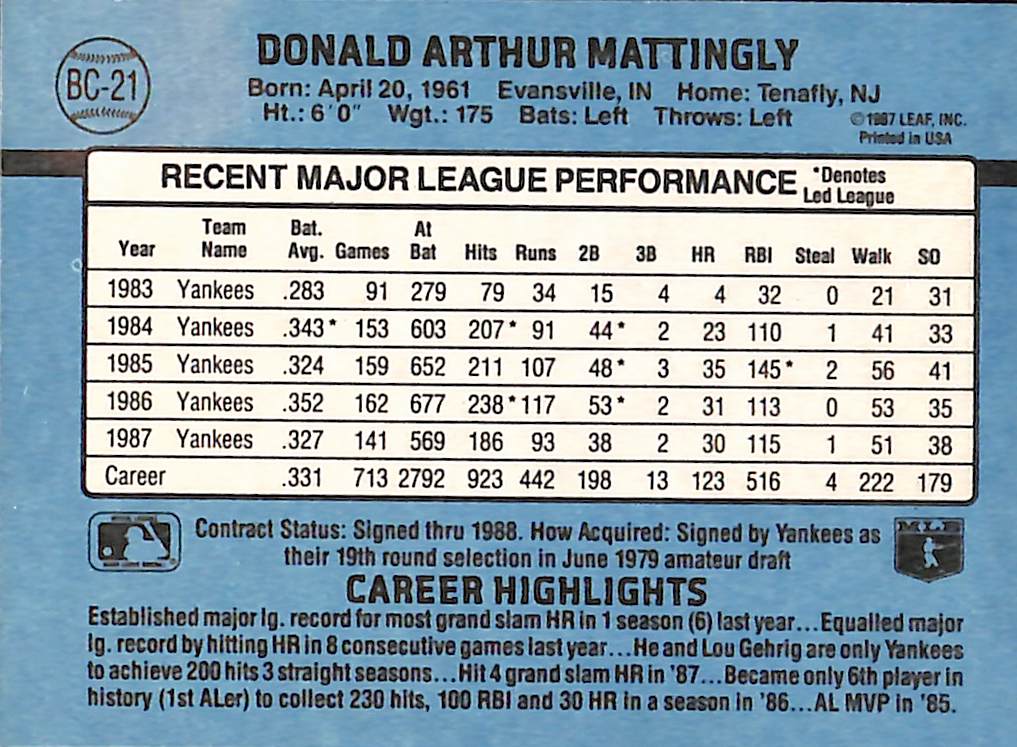 BC-21
DONALD ARTHUR MATTINGLY
Born: April 20, 1961 Evansville, IN Home: Tenafly, NJ
Ht.: 6´0´´ Wgt.: 175 Bats: Left Throws: Left
©1987 LEAF, INC.
Printed in USA
RECENT MAJOR LEAGUE PERFORMANCE *Denotes
Led League
Team Bat. At
Year Name Avg. Games Bat Hits Runs 2B 3B HR RBI Steal Walk SO
1983 Yankees .283 91 279 79 34 15 4 4 32 0 21 31
1984 Yankees .343* 153 603 207* 91 44* 2 23 110 1 41 33
1985 Yankees .324 159 652 211 107 48* 3 35 145* 2 56 41
1986 Yankees .352 162 677 238* 117 53* 2 31 113 0 53 35
1987 Yankees .327 141 569 186 93 38 2 30 115 1 51 38
Career .331 713 2792 923 442 198 13 123 516 4 222 179
Contract Status: Signed thru 1988. How Acquired: Signed by Yankees as
their 19th round selection in June 1979 amateur draft
MLB
CAREER HIGHLIGHTS
Established major lg. record for most grand slam HR in 1 season (6) last year...Equalled major
lg. record by hitting HR in 8 consecutive games last year...He and Lou Gehrig are only Yankees
to achieve 200 hits 3 straight seasons...Hit 4 grand slam HR in '87...Became only 6th player in
history (1st ALer) to collect 230 hits, 100 RBI and 30 HR in a season in '86...AL MVP in '85.